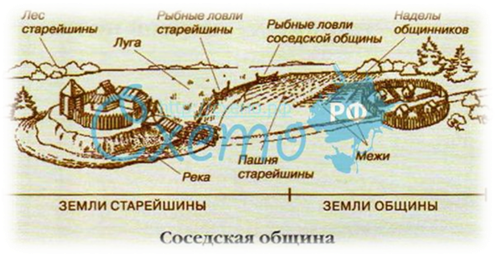 Лес
старейшины
Рыбные ловли
старейшины
Рыбные ловли
соседской общины
Наделы
общинников
Луга
Схемо
РФ
Река
Пашня
старейшины
Межи
ЗЕМЛИ СТАРЕЙШИНЫ
ЗЕМЛИ ОБЩИНЫ
Соседская община